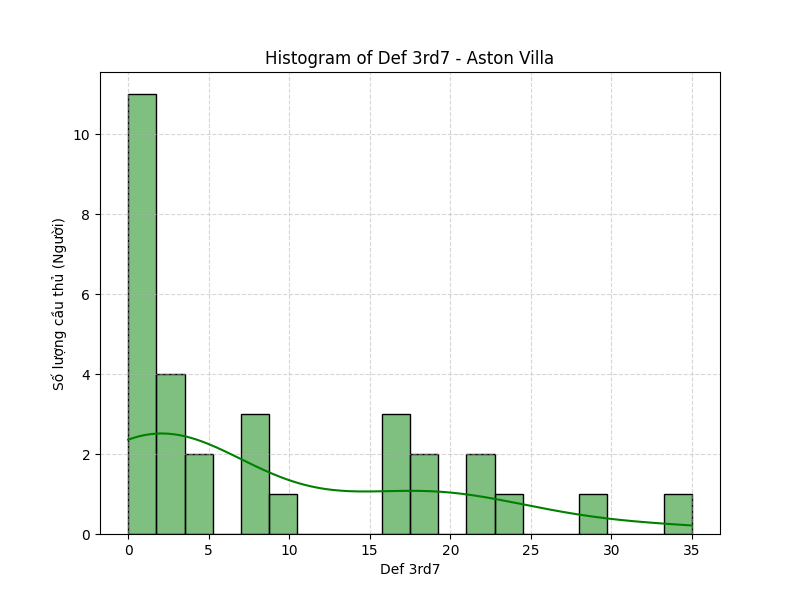 Histogram of Def 3rd7 - Aston Villa
Số lượng cầu thủ (Người)
10
8
6
4
2
0
0 5 10 15 20 25 30 35
Def 3rd7